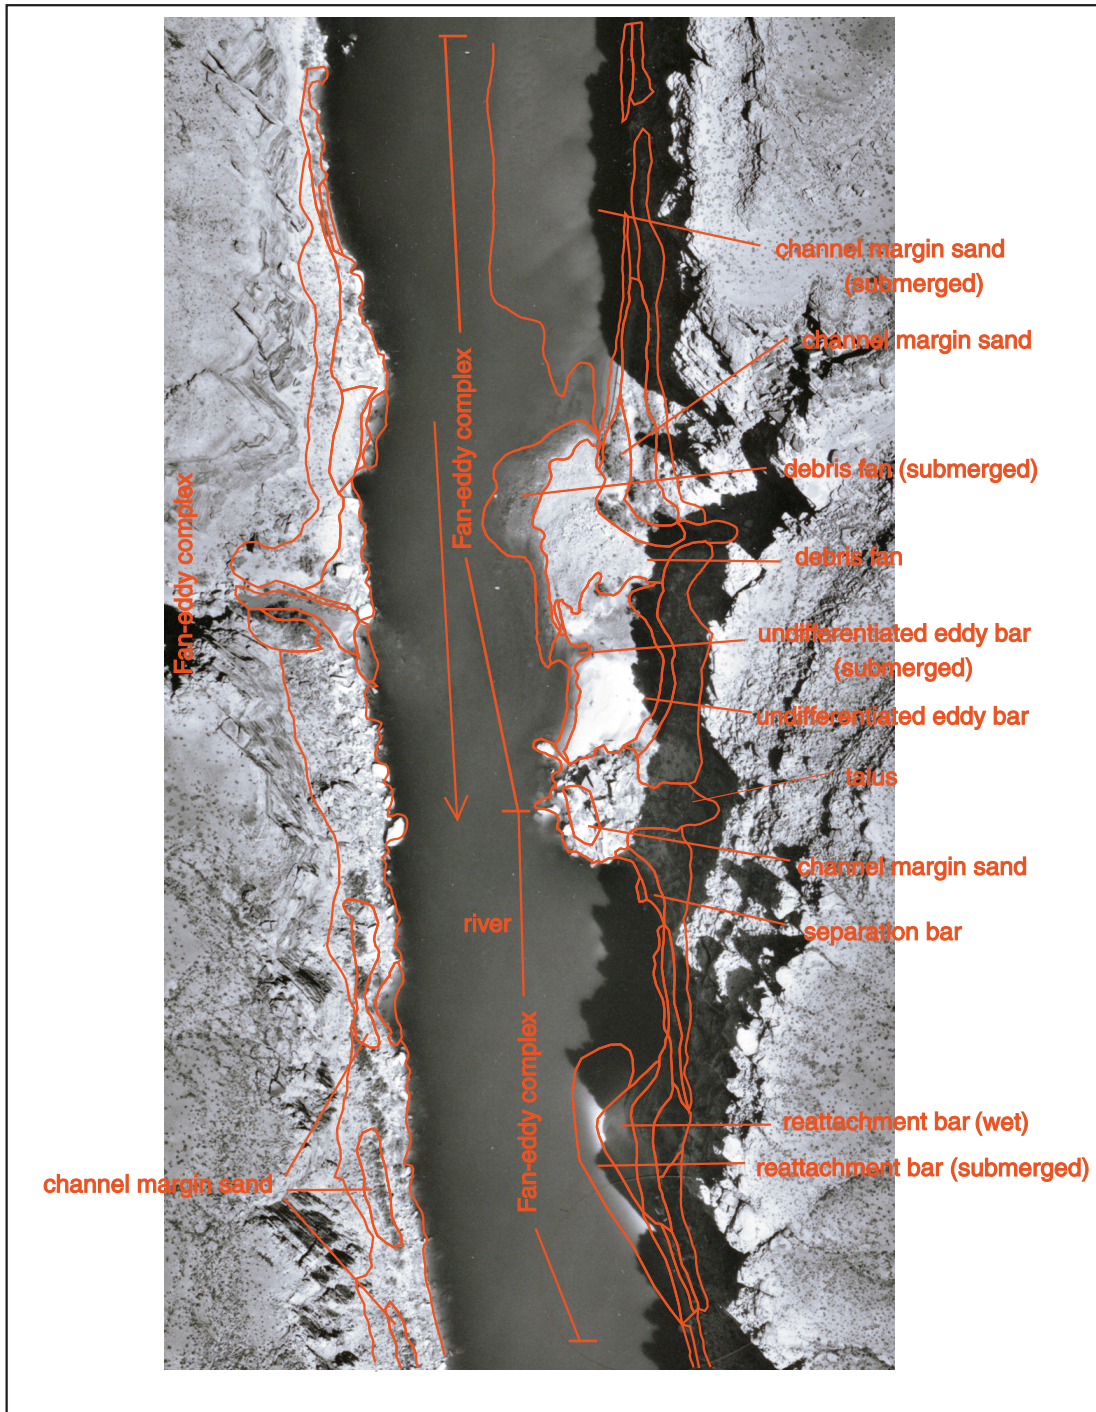 channel margin sand
(submerged)
channel margin sand
Fan-eddy complex
debris fan (submerged)
Fan-eddy complex
debris fan
undifferentiated eddy bar
(submerged)
undifferentiated eddy bar
talus
channel margin sand
river
separation bar
Fan-eddy complex
reattachment bar (wet)
reattachment bar (submerged)
channel margin sand